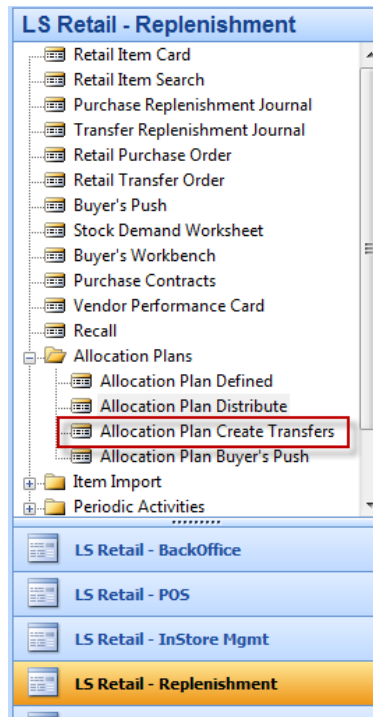 LS Retail - Replenishment
Retail Item Card
Retail Item Search
Purchase Replenishment Journal
Transfer Replenishment Journal
Retail Purchase Order
Retail Transfer Order
Buyer's Push
Stock Demand Worksheet
Buyer's Workbench
Purchase Contracts
Vendor Performance Card
Recall
Allocation Plans
Allocation Plan Defined
Allocation Plan Distribute
Allocation Plan Create Transfers
Allocation Plan Buyer's Push
Item Import
Periodic Activities
LS Retail - BackOffice
LS Retail - POS
LS Retail - InStore Mgmt
LS Retail - Replenishment